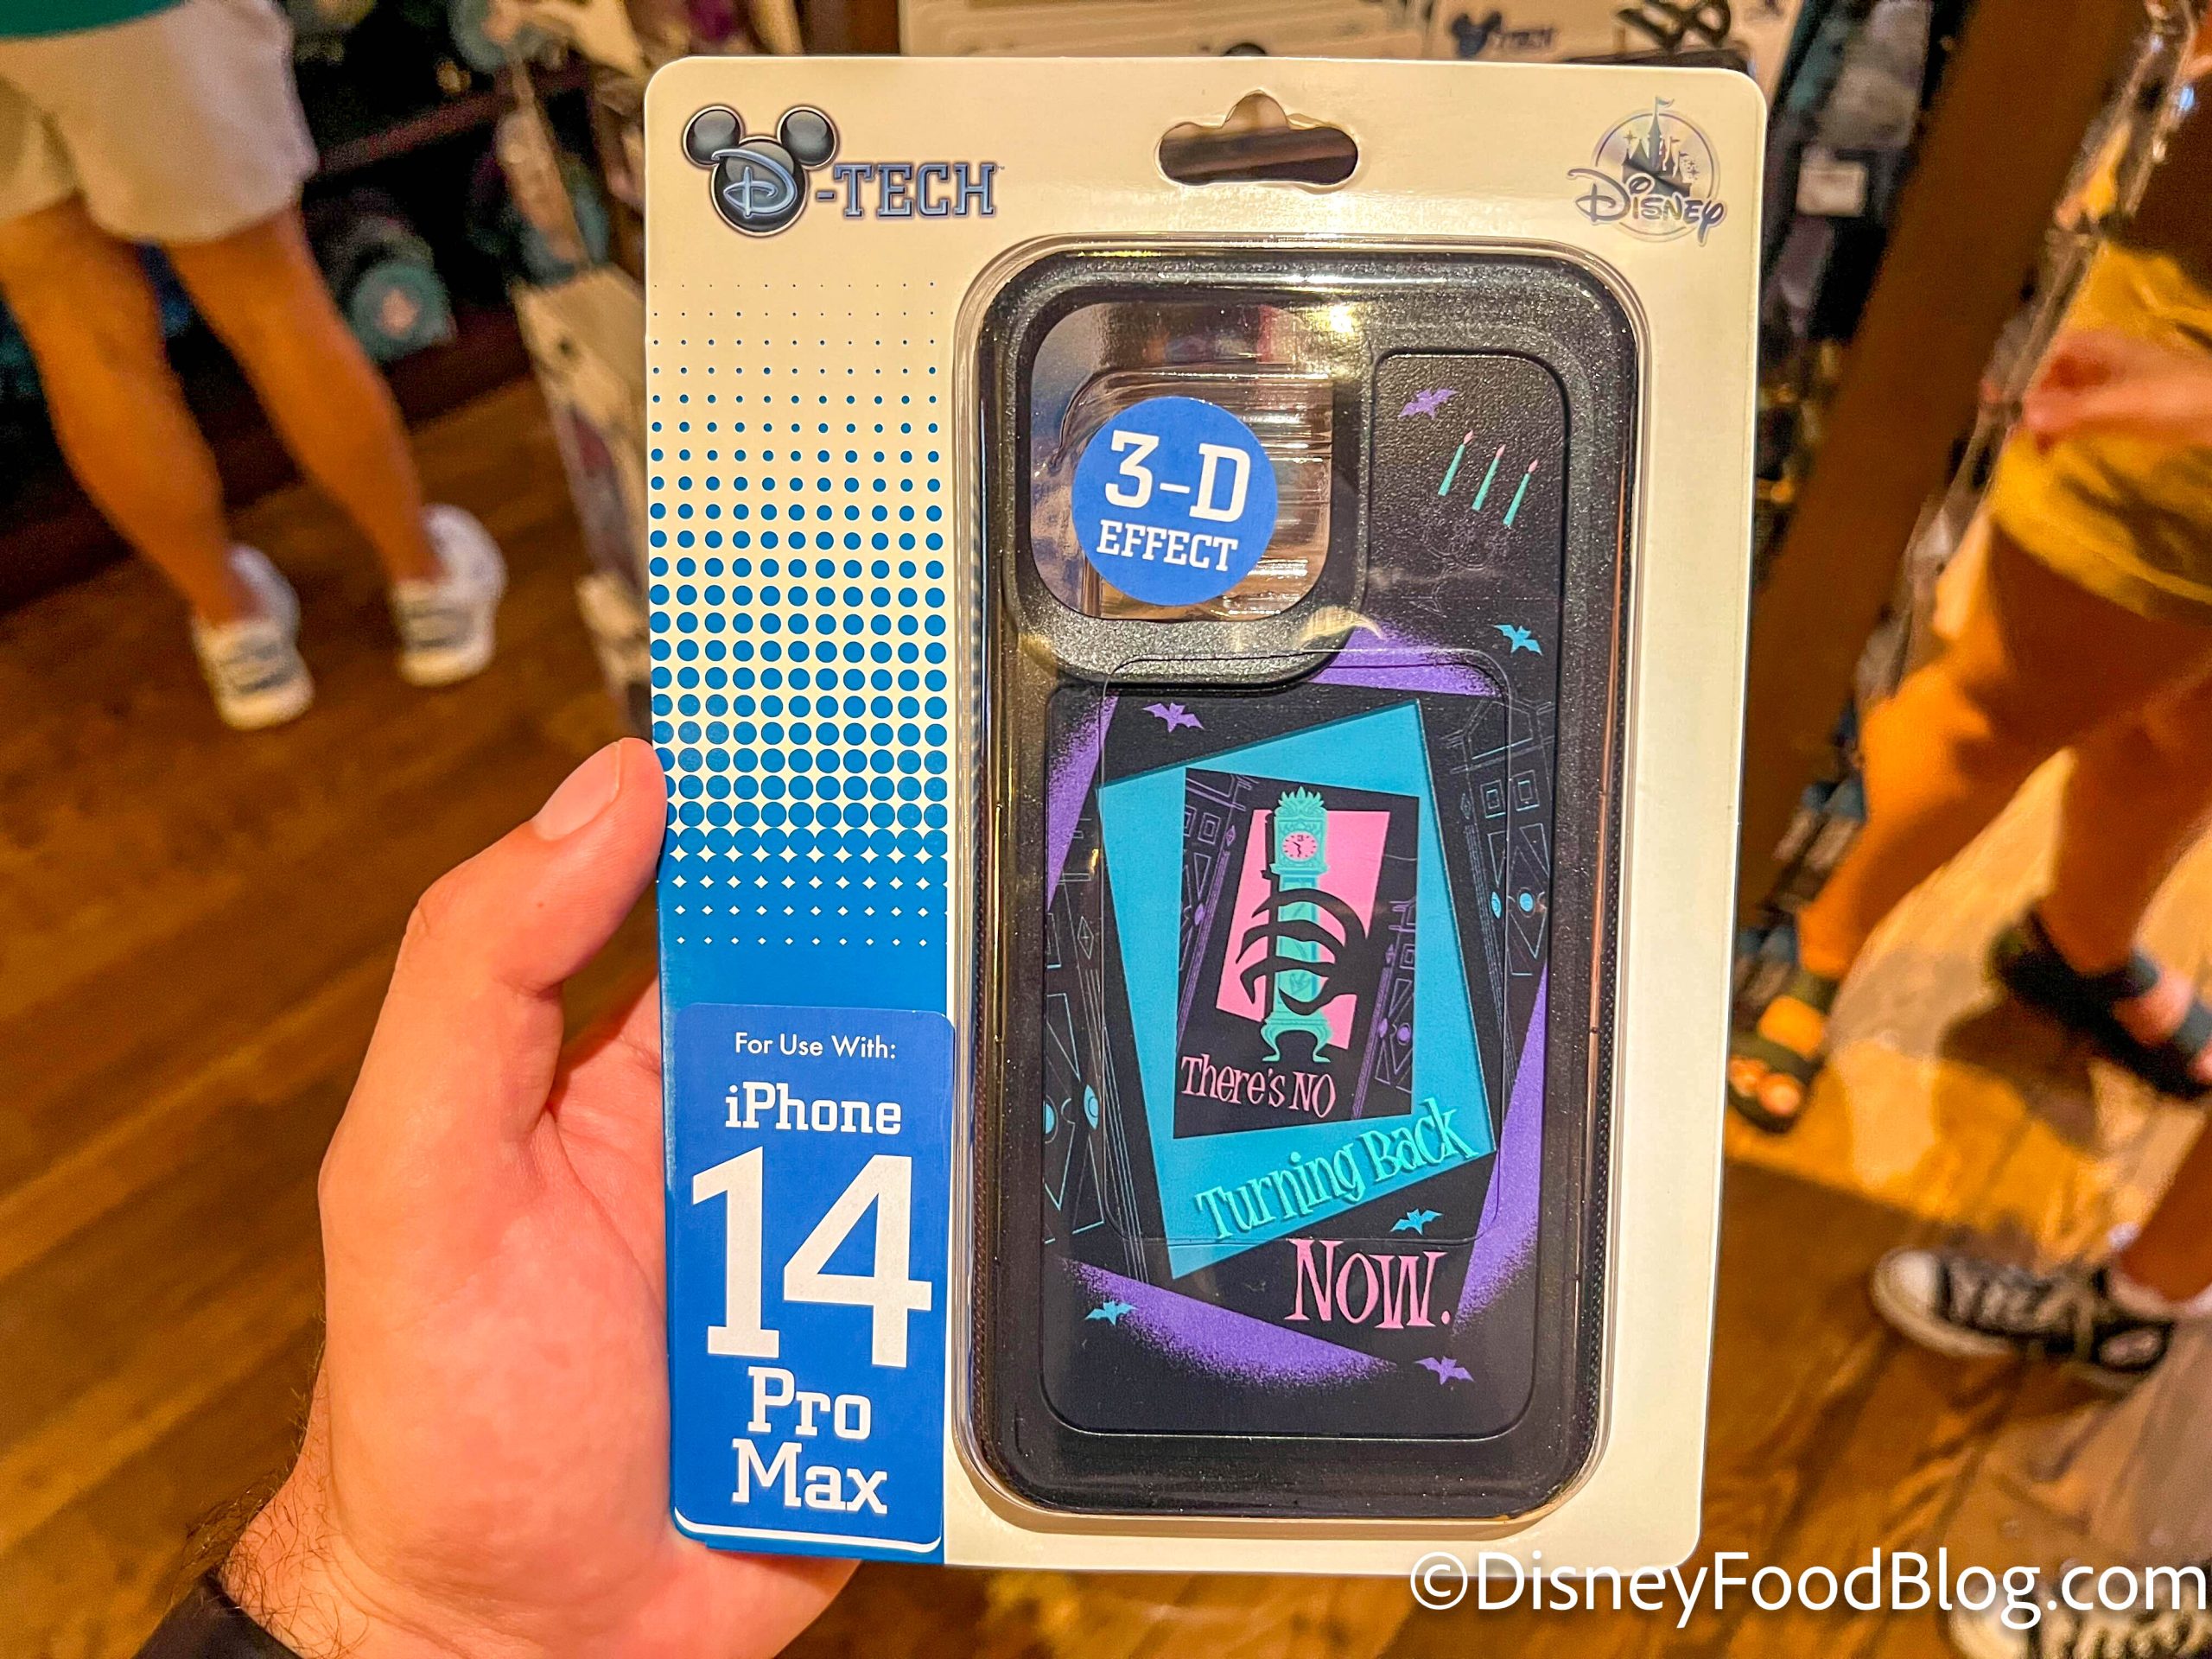 D-TECH
Disney
3-D
EFFECT
For Use With:
iPhone
14
Pro
Max
There's NO
Turning Back
Now.
©DisneyFoodBlog.com